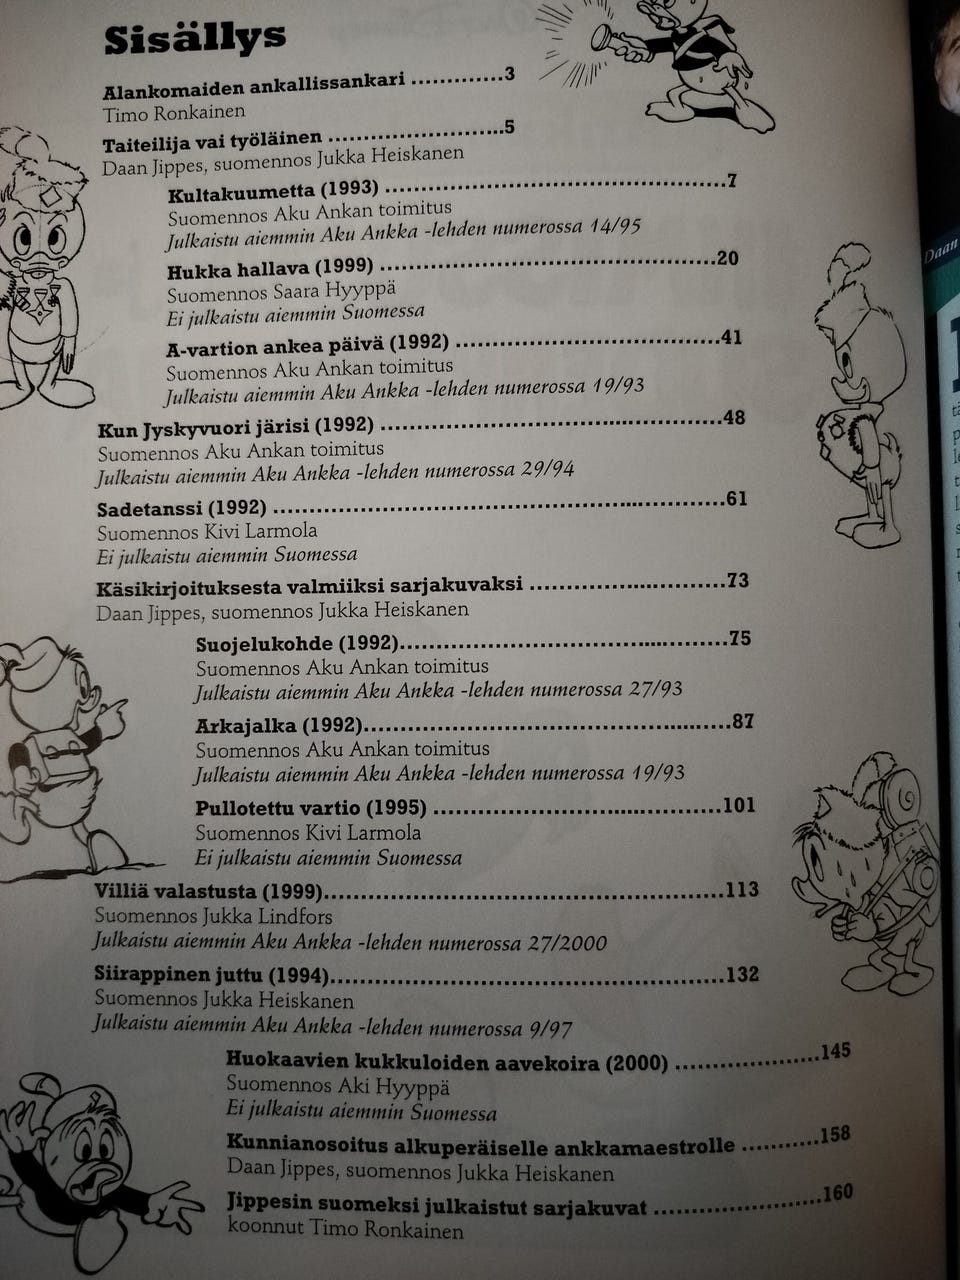 Sisällys
Alankomaiden ankallissankari .............3
Timo Ronkainen
Taiteilija vai työläinen .........................5
Daan Jippes, suomennos Jukka Heiskanen
Kultakuumetta (1993) ..................................................7
Suomennos Aku Ankan toimitus
Julkaistu aiemmin Aku Ankka -lehden numerossa 14/95
Hukka hallava (1999) .................................................20
Suomennos Saara Hyyppä
Ei julkaistu aiemmin Suomessa
A-vartion ankea päivä (1992) ......................................41
Suomennos Aku Ankan toimitus
Julkaistu aiemmin Aku Ankka -lehden numerossa 19/93
Kun Jyskyvuori järisi (1992) .................................................48
Suomennos Aku Ankan toimitus
Julkaistu aiemmin Aku Ankka -lehden numerossa 29/94
Sadetanssi (1992) .................................................................61
Suomennos Kivi Larmola
Ei julkaistu aiemmin Suomessa
Käsikirjoituksesta valmiiksi sarjakuvaksi ............................73
Daan Jippes, suomennos Jukka Heiskanen
Suojelukohde (1992)...............................................75
Suomennos Aku Ankan toimitus
Julkaistu aiemmin Aku Ankka -lehden numerossa 27/93
Arkajalka (1992).....................................................87
Suomennos Aku Ankan toimitus
Julkaistu aiemmin Aku Ankka -lehden numerossa 19/93
Pullotettu vartio (1995) .........................................101
Suomennos Kivi Larmola
Ei julkaistu aiemmin Suomessa
Villiä valastusta (1999).........................................................113
Suomennos Jukka Lindfors
Julkaistu aiemmin Aku Ankka -lehden numerossa 27/2000
Siirappinen juttu (1994)........................................................132
Suomennos Jukka Heiskanen
Julkaistu aiemmin Aku Ankka -lehden numerossa 9/97
Huokaavien kukkuloiden aavekoira (2000) ....................145
Suomennos Aki Hyyppä
Ei julkaistu aiemmin Suomessa
Kunnianosoitus alkuperäiselle ankkamaestrolle ...........158
Daan Jippes, suomennos Jukka Heiskanen
Jippesin suomeksi julkaistut sarjakuvat ........................160
koonnut Timo Ronkainen
Daan